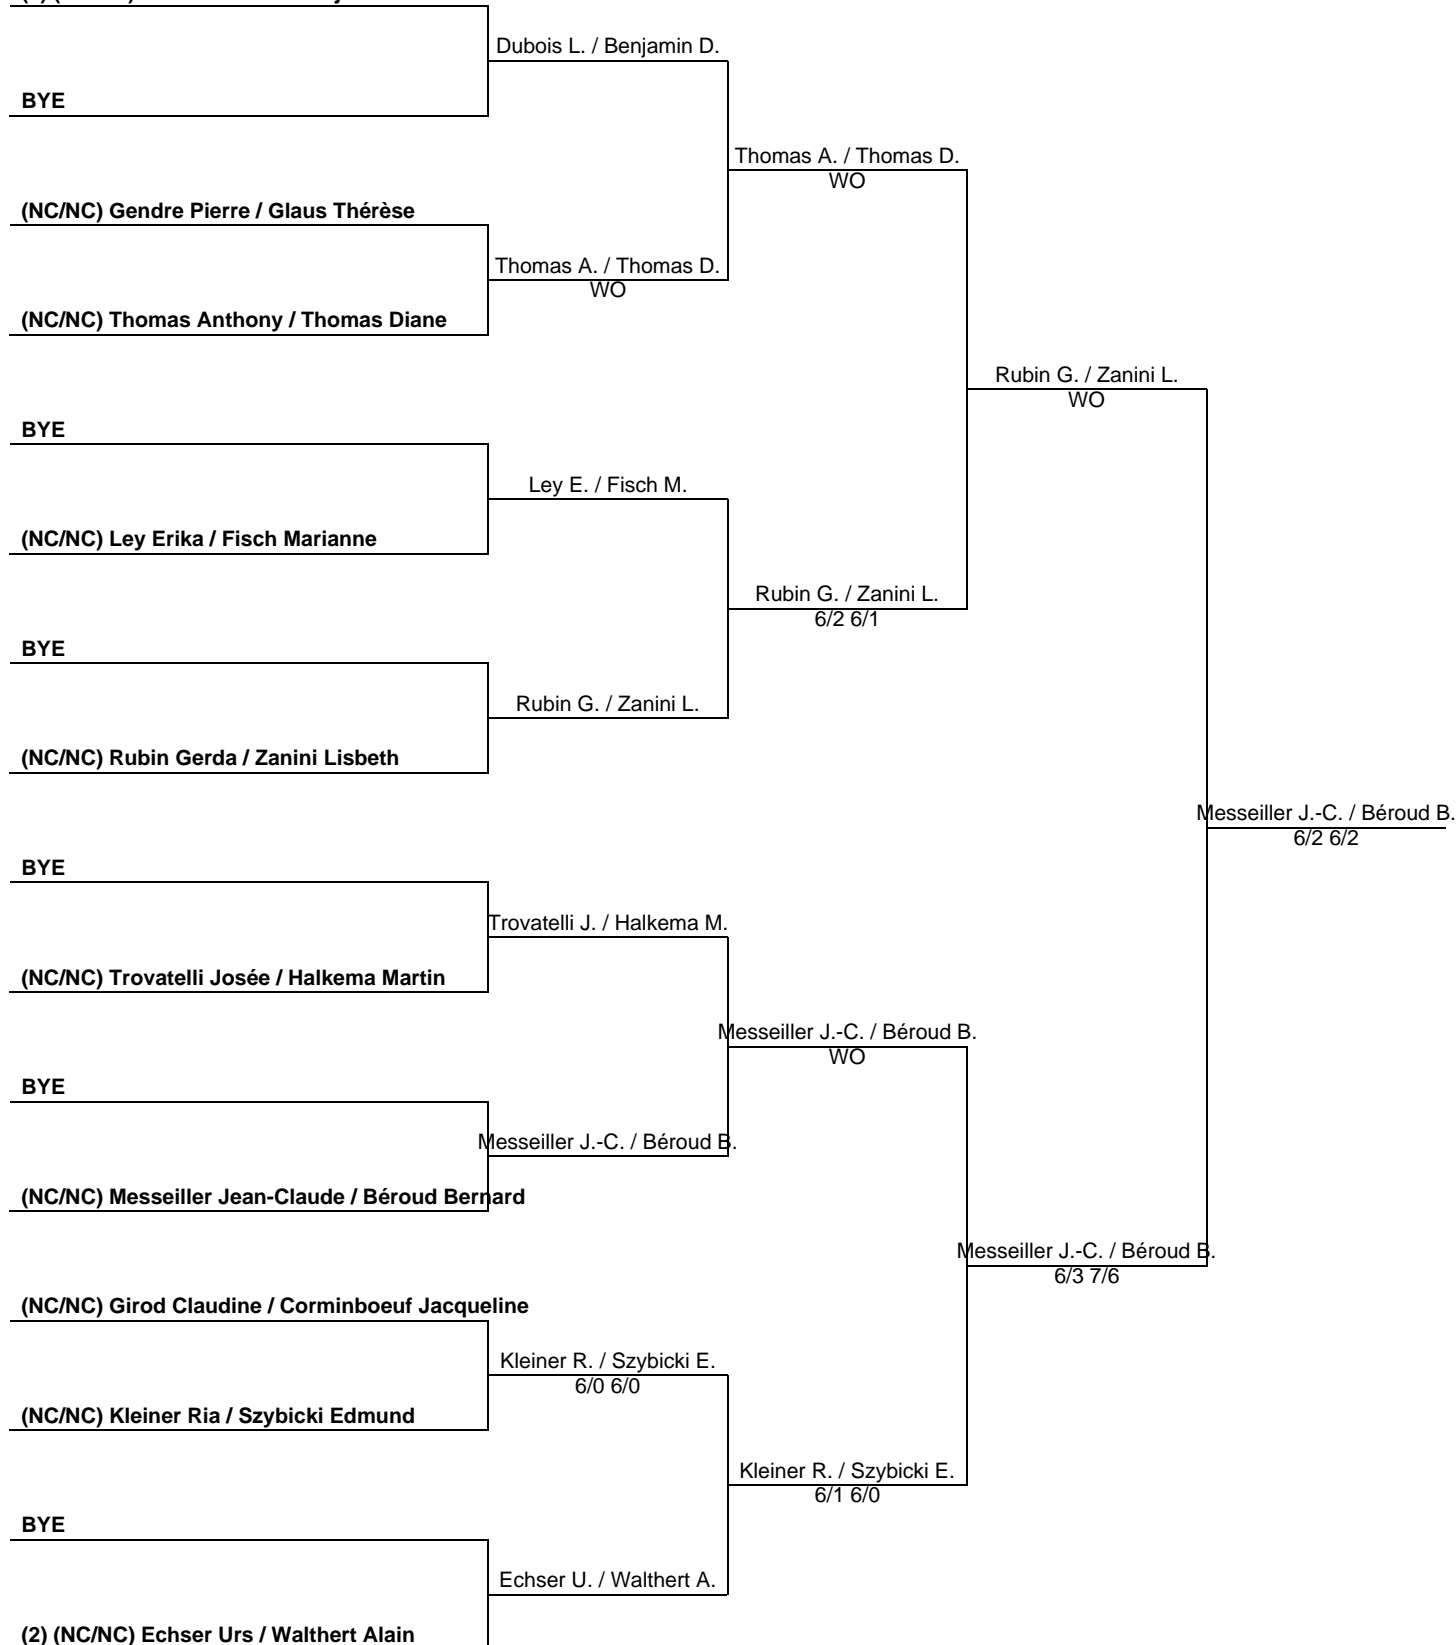 Dubois L. / Benjamin D.
BYE
Thomas A. / Thomas D.
WO
(NC/NC) Gendre Pierre / Glaus Thérèse
Thomas A. / Thomas D.
WO
(NC/NC) Thomas Anthony / Thomas Diane
Rubin G. / Zanini L.
WO
BYE
Ley E. / Fisch M.
(NC/NC) Ley Erika / Fisch Marianne
Rubin G. / Zanini L.
6/2 6/1
BYE
Rubin G. / Zanini L.
(NC/NC) Rubin Gerda / Zanini Lisbeth
Messeiller J.-C. / Béroud B.
6/2 6/2
BYE
Trovatelli J. / Halkema M.
(NC/NC) Trovatelli Josée / Halkema Martin
Messeiller J.-C. / Béroud B.
WO
BYE
Messeiller J.-C. / Béroud B.
(NC/NC) Messeiller Jean-Claude / Béroud Bernard
Messeiller J.-C. / Béroud B.
6/3 7/6
(NC/NC) Girod Claudine / Corminboeuf Jacqueline
Kleiner R. / Szybicki E.
6/0 6/0
(NC/NC) Kleiner Ria / Szybicki Edmund
Kleiner R. / Szybicki E.
6/1 6/0
BYE
Echser U. / Walthert A.
(2) (NC/NC) Echser Urs / Walthert Alain